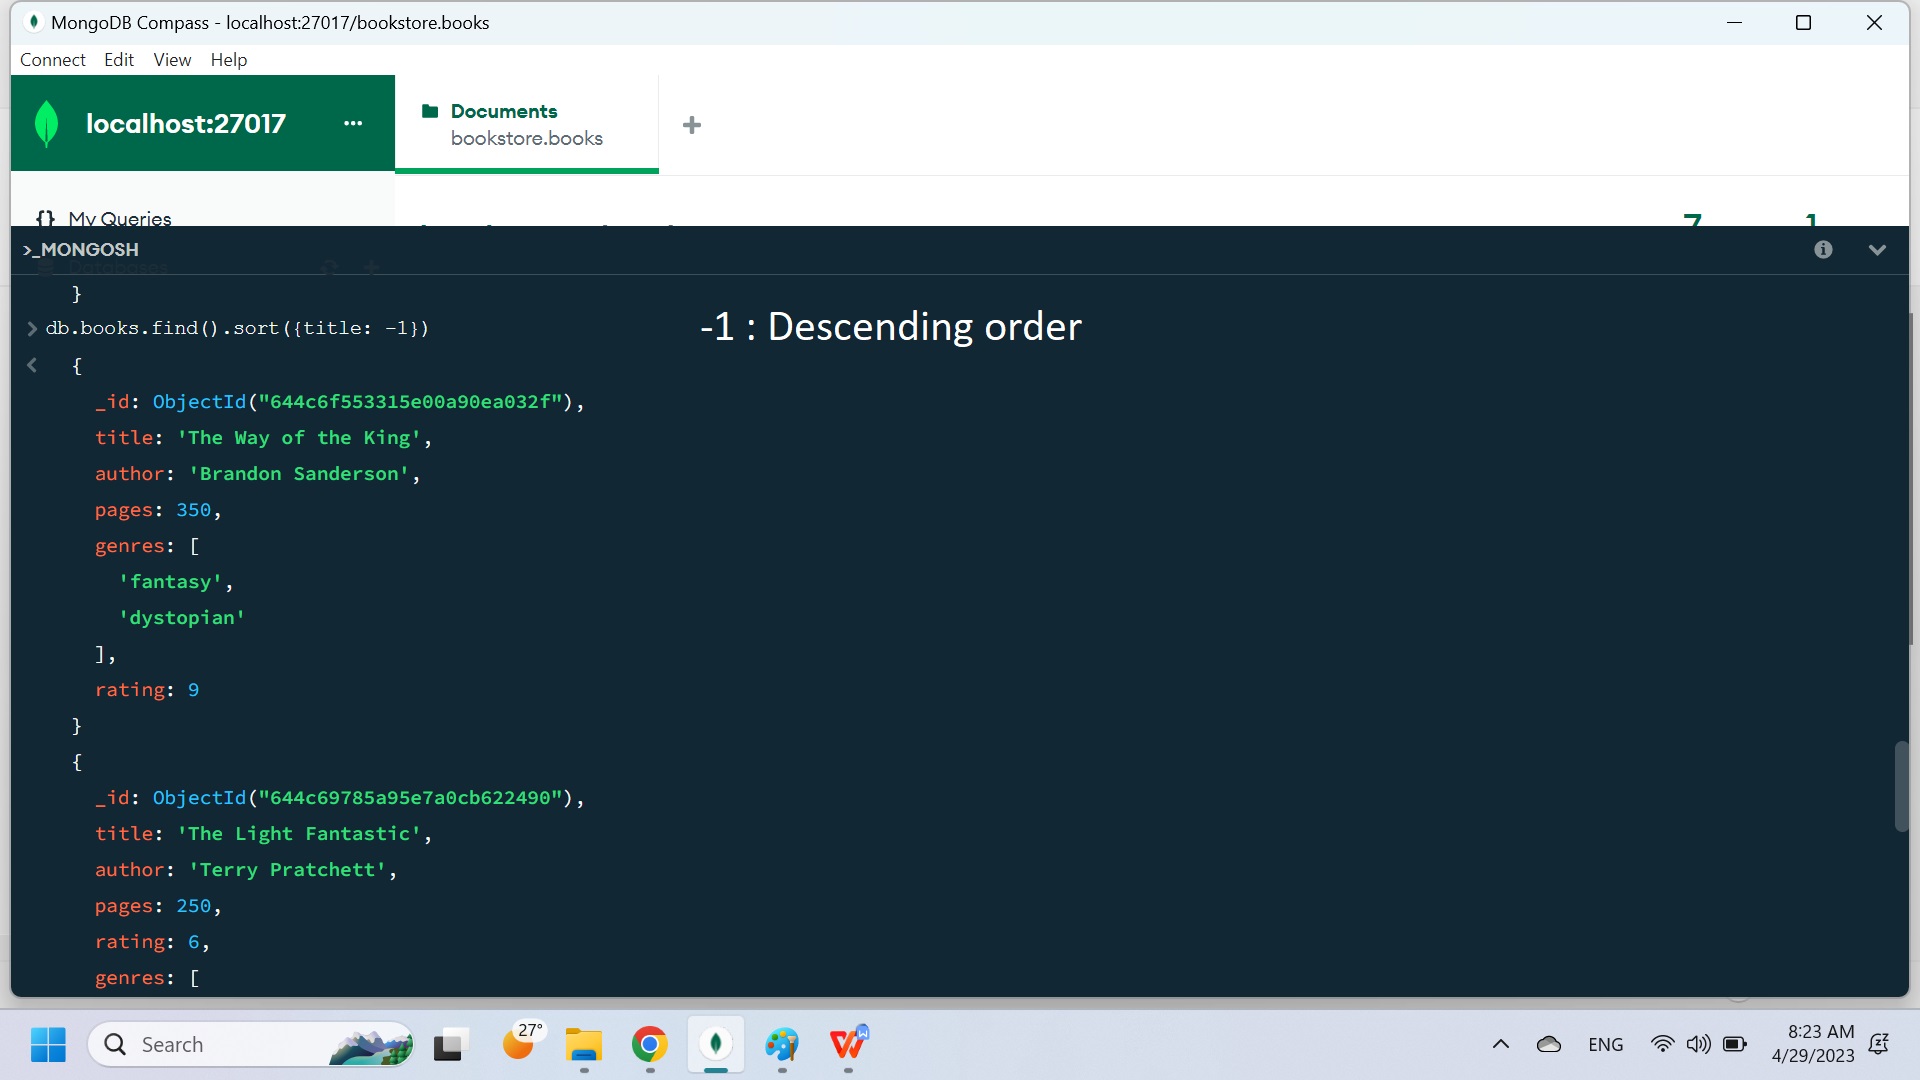 MongoDB Compass - localhost:27017/bookstore.books
Connect Edit View Help
localhost:27017 ...
Documents
bookstore.books
+
{} My Queries
7 1
>_MONGOSH
Databases
}
> db.books.find().sort({title: -1})
-1 : Descending order
< {
_id: ObjectId("644c6f553315e00a90ea032f"),
title: 'The Way of the King',
author: 'Brandon Sanderson',
pages: 350,
genres: [
'fantasy',
'dystopian'
],
rating: 9
}
{
_id: ObjectId("644c69785a95e7a0cb622490"),
title: 'The Light Fantastic',
author: 'Terry Pratchett',
pages: 250,
rating: 6,
genres: [
Search
27°
ENG
8:23 AM
4/29/2023